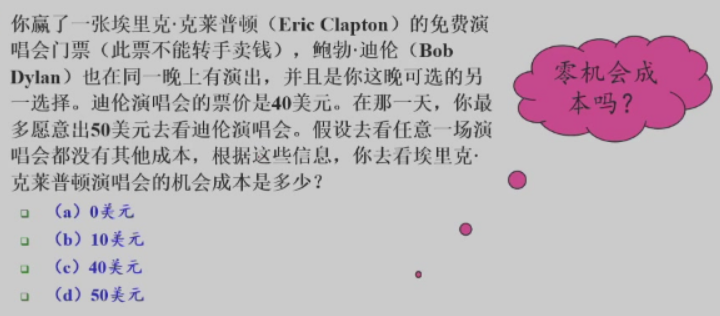 你赢了一张埃里克·克莱普顿（Eric Clapton）的免费演
唱会门票（此票不能转手卖钱），鲍勃·迪伦（Bob
Dylan）也在同一晚上有演出，并且是你这晚可选的另
一选择。迪伦演唱会的票价是40美元。在那一天，你最
多愿意出50美元去看迪伦演唱会。假设去看任意一场演
唱会都没有其他成本，根据这些信息，你去看埃里克·
克莱普顿演唱会的机会成本是多少？
（a）0美元
（b）10美元
（c）40美元
（d）50美元
零机会成
本吗？